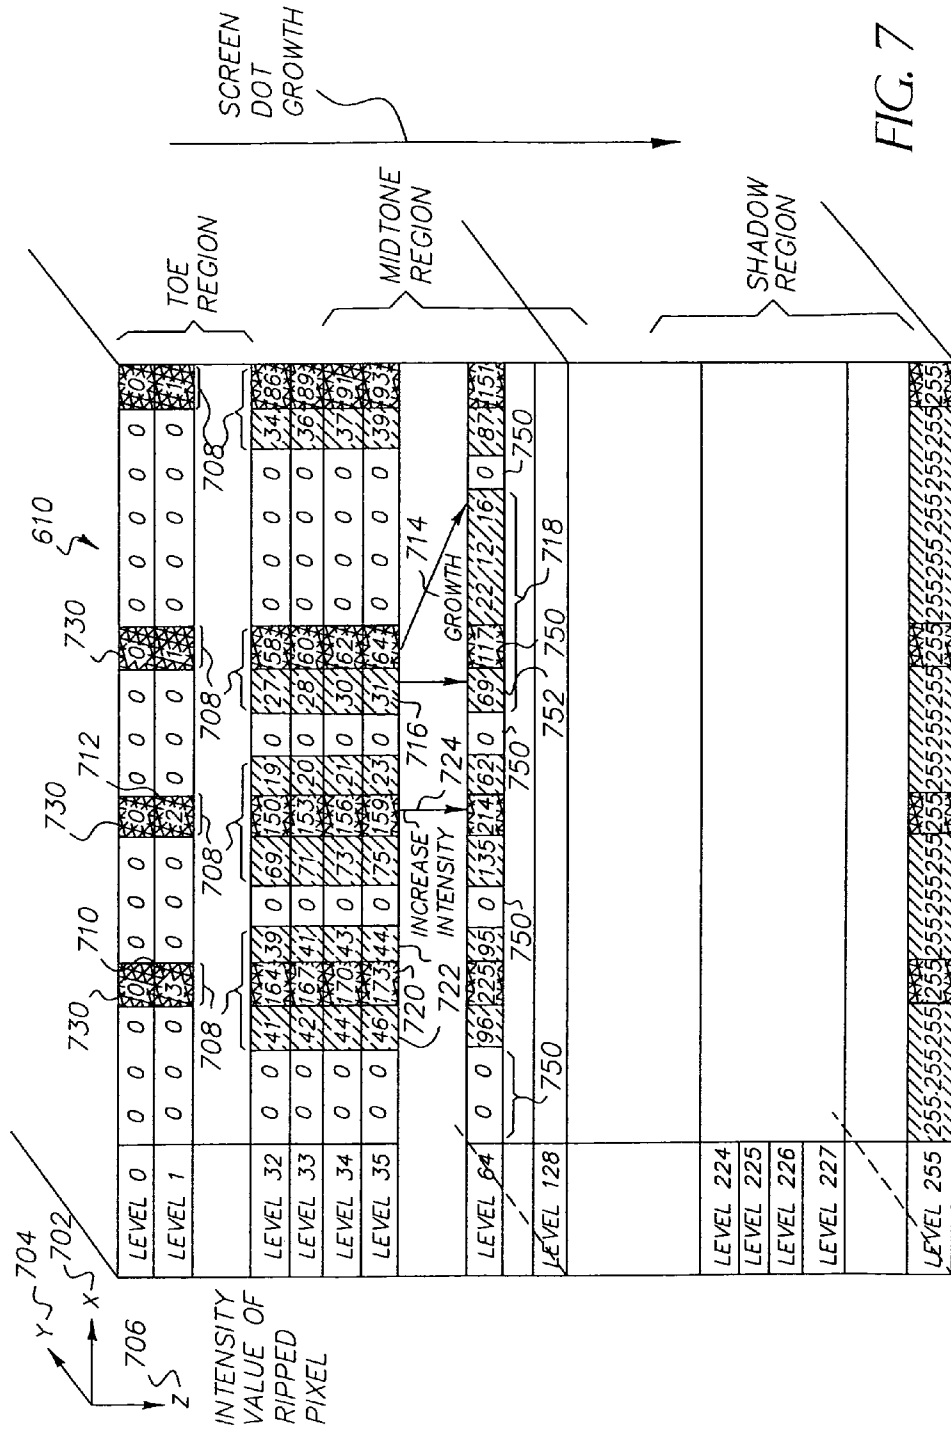 610
730 710 730 712 730
Y 704
X 702
706
Z
INTENSITY
VALUE OF
RIPPED
PIXEL
LEVEL 0 0 0 0 0 0 0 0 0 0 0 0 0 0 0 0 0 0 0
LEVEL 1 0 0 0 3 0 0 0 2 0 0 0 1 0 0 0 0 0 1
708 708 708 708
LEVEL 32 0 0 41 164 39 0 69 150 19 0 27 58 0 0 0 0 34 86
LEVEL 33 0 0 42 167 41 0 71 153 20 0 28 60 0 0 0 0 36 89
LEVEL 34 0 0 44 170 43 0 73 156 21 0 30 62 0 0 0 0 37 91
LEVEL 35 0 0 46 173 44 0 75 159 23 0 31 64 0 0 0 0 39 93
720 INCREASE 716 714
722 INTENSITY 724 GROWTH
LEVEL 64 0 0 96 225 95 0 135 214 62 0 69 117 22 12 16 0 87 151
750 750 750 752 750 718 750
LEVEL 128
LEVEL 224
LEVEL 225
LEVEL 226
LEVEL 227
LEVEL 255 255 255 255 255 255 255 255 255 255 255 255 255 255 255 255 255 255 255
TOE
REGION
MIDTONE
REGION
SHADOW
REGION
SCREEN
DOT
GROWTH
FIG. 7